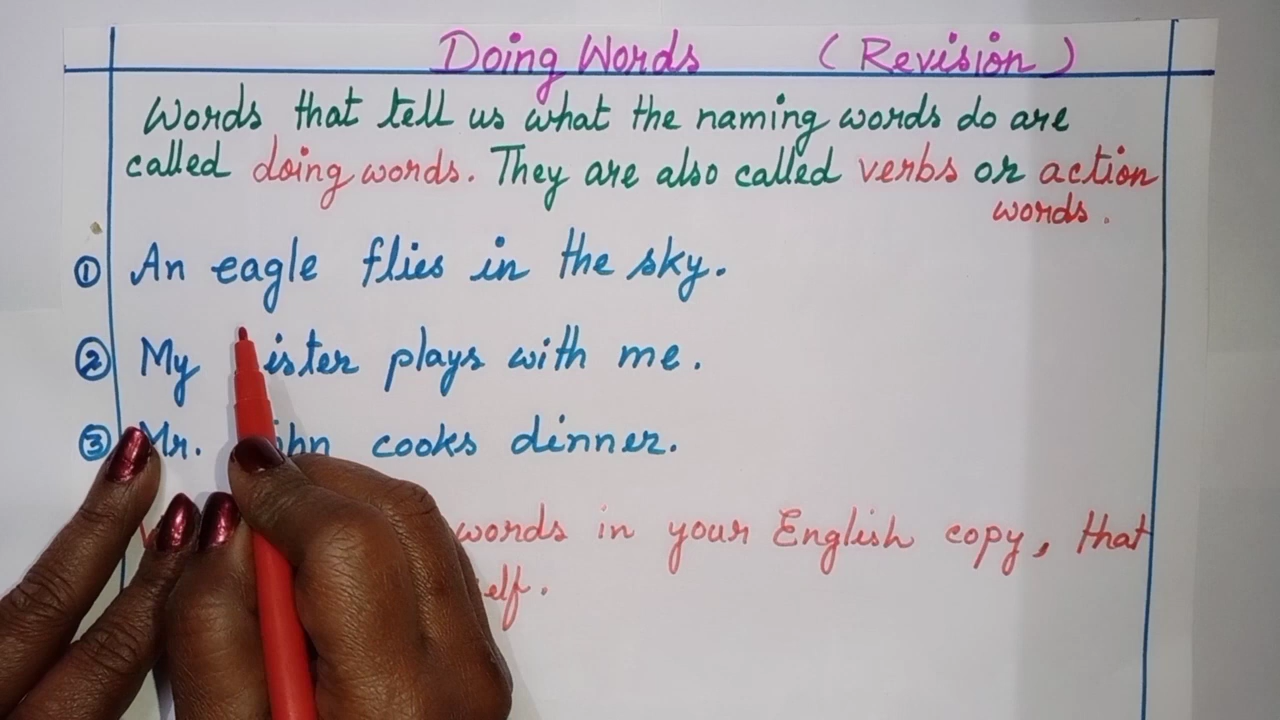 Doing Words (Revision)
Words that tell us what the naming words do are
called doing words. They are also called verbs or action
words.
① An eagle flies in the sky.
② My ister plays with me.
③ Mr. ohn cooks dinner.
words in your English copy, that
elf.